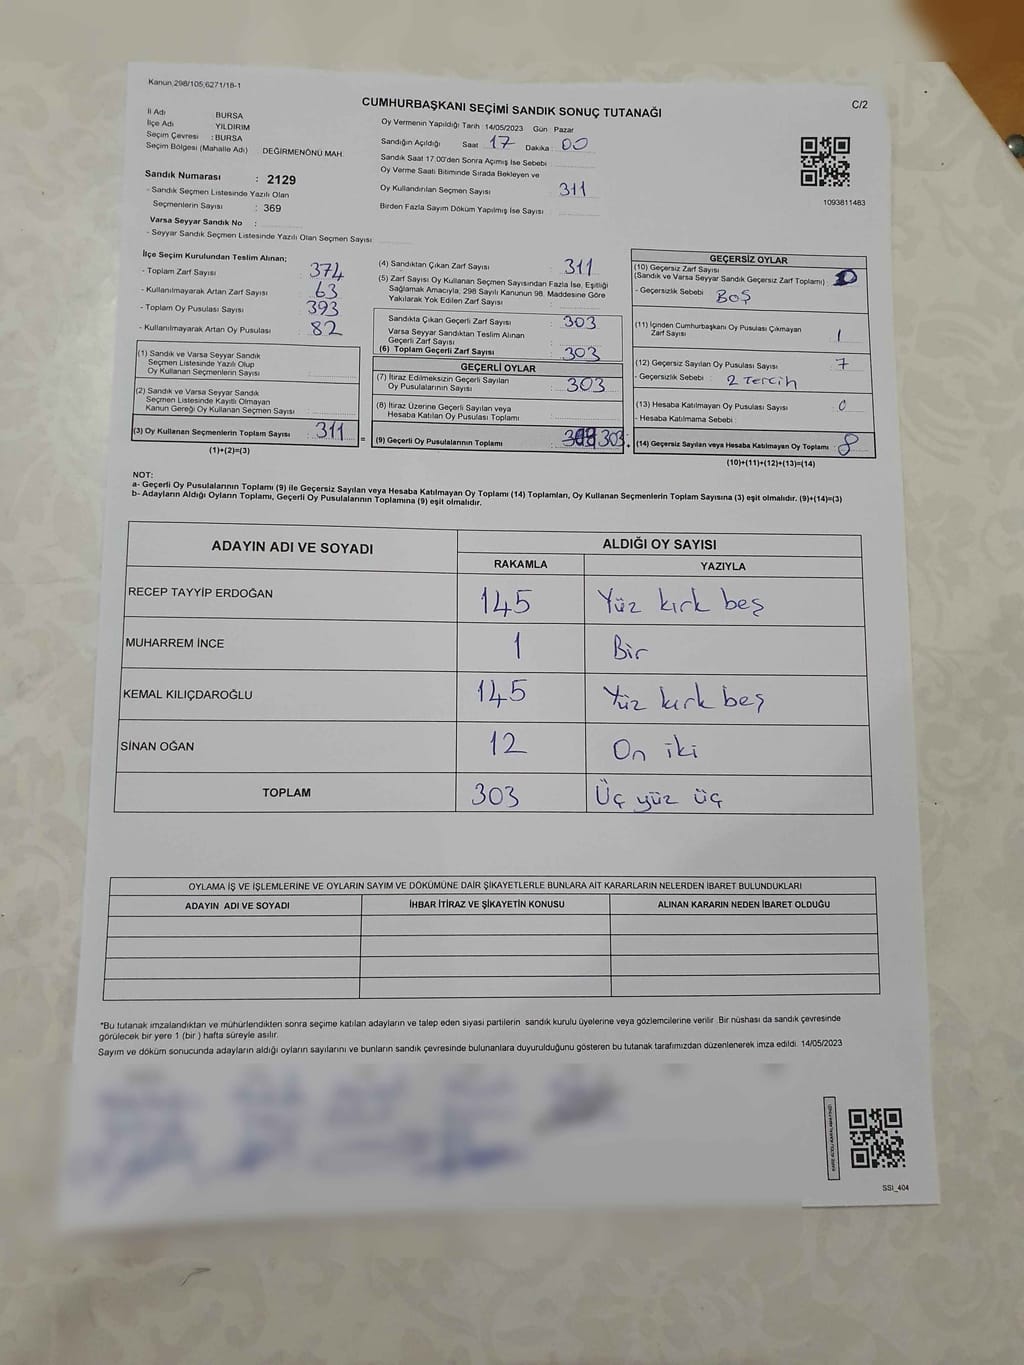 Kanun,298/105;6271/18-1
C/2
CUMHURBAŞKANI SEÇİMİ SANDIK SONUÇ TUTANAĞI
İl Adı BURSA
İlçe Adı YILDIRIM
Seçim Çevresi : BURSA
Seçim Bölgesi (Mahalle Adı) DEĞİRMENÖNÜ MAH.
Sandık Numarası : 2129
- Sandık Seçmen Listesinde Yazılı Olan
Seçmenlerin Sayısı : 369
Varsa Seyyar Sandık No :
- Seyyar Sandık Seçmen Listesinde Yazılı Olan Seçmen Sayısı:
Oy Vermenin Yapıldığı Tarih :14/05/2023 Gün : Pazar
Sandığın Açıldığı Saat : 17 Dakika : 00
Sandık Saat 17.00'den Sonra Açımış İse Sebebi :
Oy Verme Saati Bitiminde Sırada Bekleyen ve
Oy Kullandırılan Seçmen Sayısı : 311
Birden Fazla Sayım Döküm Yapılmış İse Sayısı :
1093811483
İlçe Seçim Kurulundan Teslim Alınan;
- Toplam Zarf Sayısı : 374
- Kullanılmayarak Artan Zarf Sayısı : 63
- Toplam Oy Pusulası Sayısı : 393
- Kullanılmayarak Artan Oy Pusulası : 82
(1) Sandık ve Varsa Seyyar Sandık
Seçmen Listesinde Yazılı Olup
Oy Kullanan Seçmenlerin Sayısı :
(2) Sandık ve Varsa Seyyar Sandık
Seçmen Listesinde Kayıtlı Olmayan
Kanun Gereği Oy Kullanan Seçmen Sayısı :
(3) Oy Kullanan Seçmenlerin Toplam Sayısı : 311 =
(1)+(2)=(3)
(4) Sandıktan Çıkan Zarf Sayısı : 311
(5) Zarf Sayısı Oy Kullanan Seçmen Sayısından Fazla İse, Eşitliği
Sağlamak Amacıyla; 298 Sayılı Kanunun 98. Maddesine Göre
Yakılarak Yok Edilen Zarf Sayısı :
Sandıkta Çıkan Geçerli Zarf Sayısı : 303
Varsa Seyyar Sandıktan Teslim Alınan
Geçerli Zarf Sayısı :
(6) Toplam Geçerli Zarf Sayısı : 303
GEÇERLİ OYLAR
(7) İtiraz Edilmeksizin Geçerli Sayılan
Oy Pusulalarının Sayısı : 303
(8) İtiraz Üzerine Geçerli Sayılan veya
Hesaba Katılan Oy Pusulası Toplamı :
(9) Geçerli Oy Pusulalarının Toplamı : 303
GEÇERSİZ OYLAR
(10) Geçersiz Zarf Sayısı
(Sandık ve Varsa Seyyar Sandık Geçersiz Zarf Toplamı) :
- Geçersizlik Sebebi : BOŞ
(11) İçinden Cumhurbaşkanı Oy Pusulası Çıkmayan
Zarf Sayısı : 1
(12) Geçersiz Sayılan Oy Pusulası Sayısı : 7
- Geçersizlik Sebebi : 2 Tercih
(13) Hesaba Katılmayan Oy Pusulası Sayısı : 0
- Hesaba Katılmama Sebebi :
(14) Geçersiz Sayılan veya Hesaba Katılmayan Oy Toplamı : 8
(10)+(11)+(12)+(13)=(14)
NOT:
a- Geçerli Oy Pusulalarının Toplamı (9) ile Geçersiz Sayılan veya Hesaba Katılmayan Oy Toplamı (14) Toplamları, Oy Kullanan Seçmenlerin Toplam Sayısına (3) eşit olmalıdır. (9)+(14)=(3)
b- Adayların Aldığı Oyların Toplamı, Geçerli Oy Pusulalarının Toplamına (9) eşit olmalıdır.
ADAYIN ADI VE SOYADI ALDIĞI OY SAYISI
RAKAMLA YAZIYLA
RECEP TAYYİP ERDOĞAN 145 Yüz kırk beş
MUHARREM İNCE 1 Bir
KEMAL KILIÇDAROĞLU 145 Yüz kırk beş
SİNAN OĞAN 12 On iki
TOPLAM 303 Üç yüz üç
OYLAMA İŞ VE İŞLEMLERİNE VE OYLARIN SAYIM VE DÖKÜMÜNE DAİR ŞİKAYETLERLE BUNLARA AİT KARARLARIN NELERDEN İBARET BULUNDUKLARI
ADAYIN ADI VE SOYADI İHBAR İTİRAZ VE ŞİKAYETİN KONUSU ALINAN KARARIN NEDEN İBARET OLDUĞU
*Bu tutanak imzalandıktan ve mühürlendikten sonra seçime katılan adayların ve talep eden siyasi partilerin sandık kurulu üyelerine veya gözlemcilerine verilir. Bir nüshası da sandık çevresinde
görülecek bir yere 1 (bir ) hafta süreyle asılır.
Sayım ve döküm sonucunda adayların aldığı oyların sayılarını ve bunların sandık çevresinde bulunanlara duyurulduğunu gösteren bu tutanak tarafımızdan düzenlenerek imza edildi. 14/05/2023
SSI_404